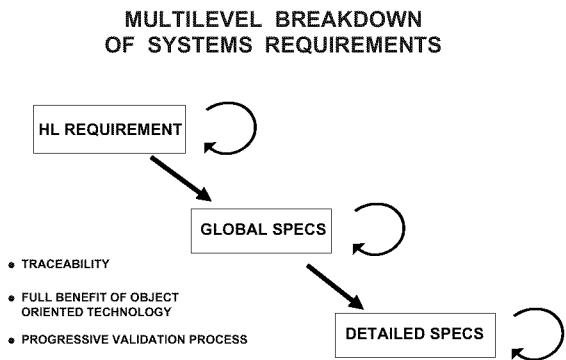 MULTILEVEL BREAKDOWN
OF SYSTEMS REQUIREMENTS
HL REQUIREMENT
GLOBAL SPECS
• TRACEABILITY
• FULL BENEFIT OF OBJECT
ORIENTED TECHNOLOGY
• PROGRESSIVE VALIDATION PROCESS
DETAILED SPECS